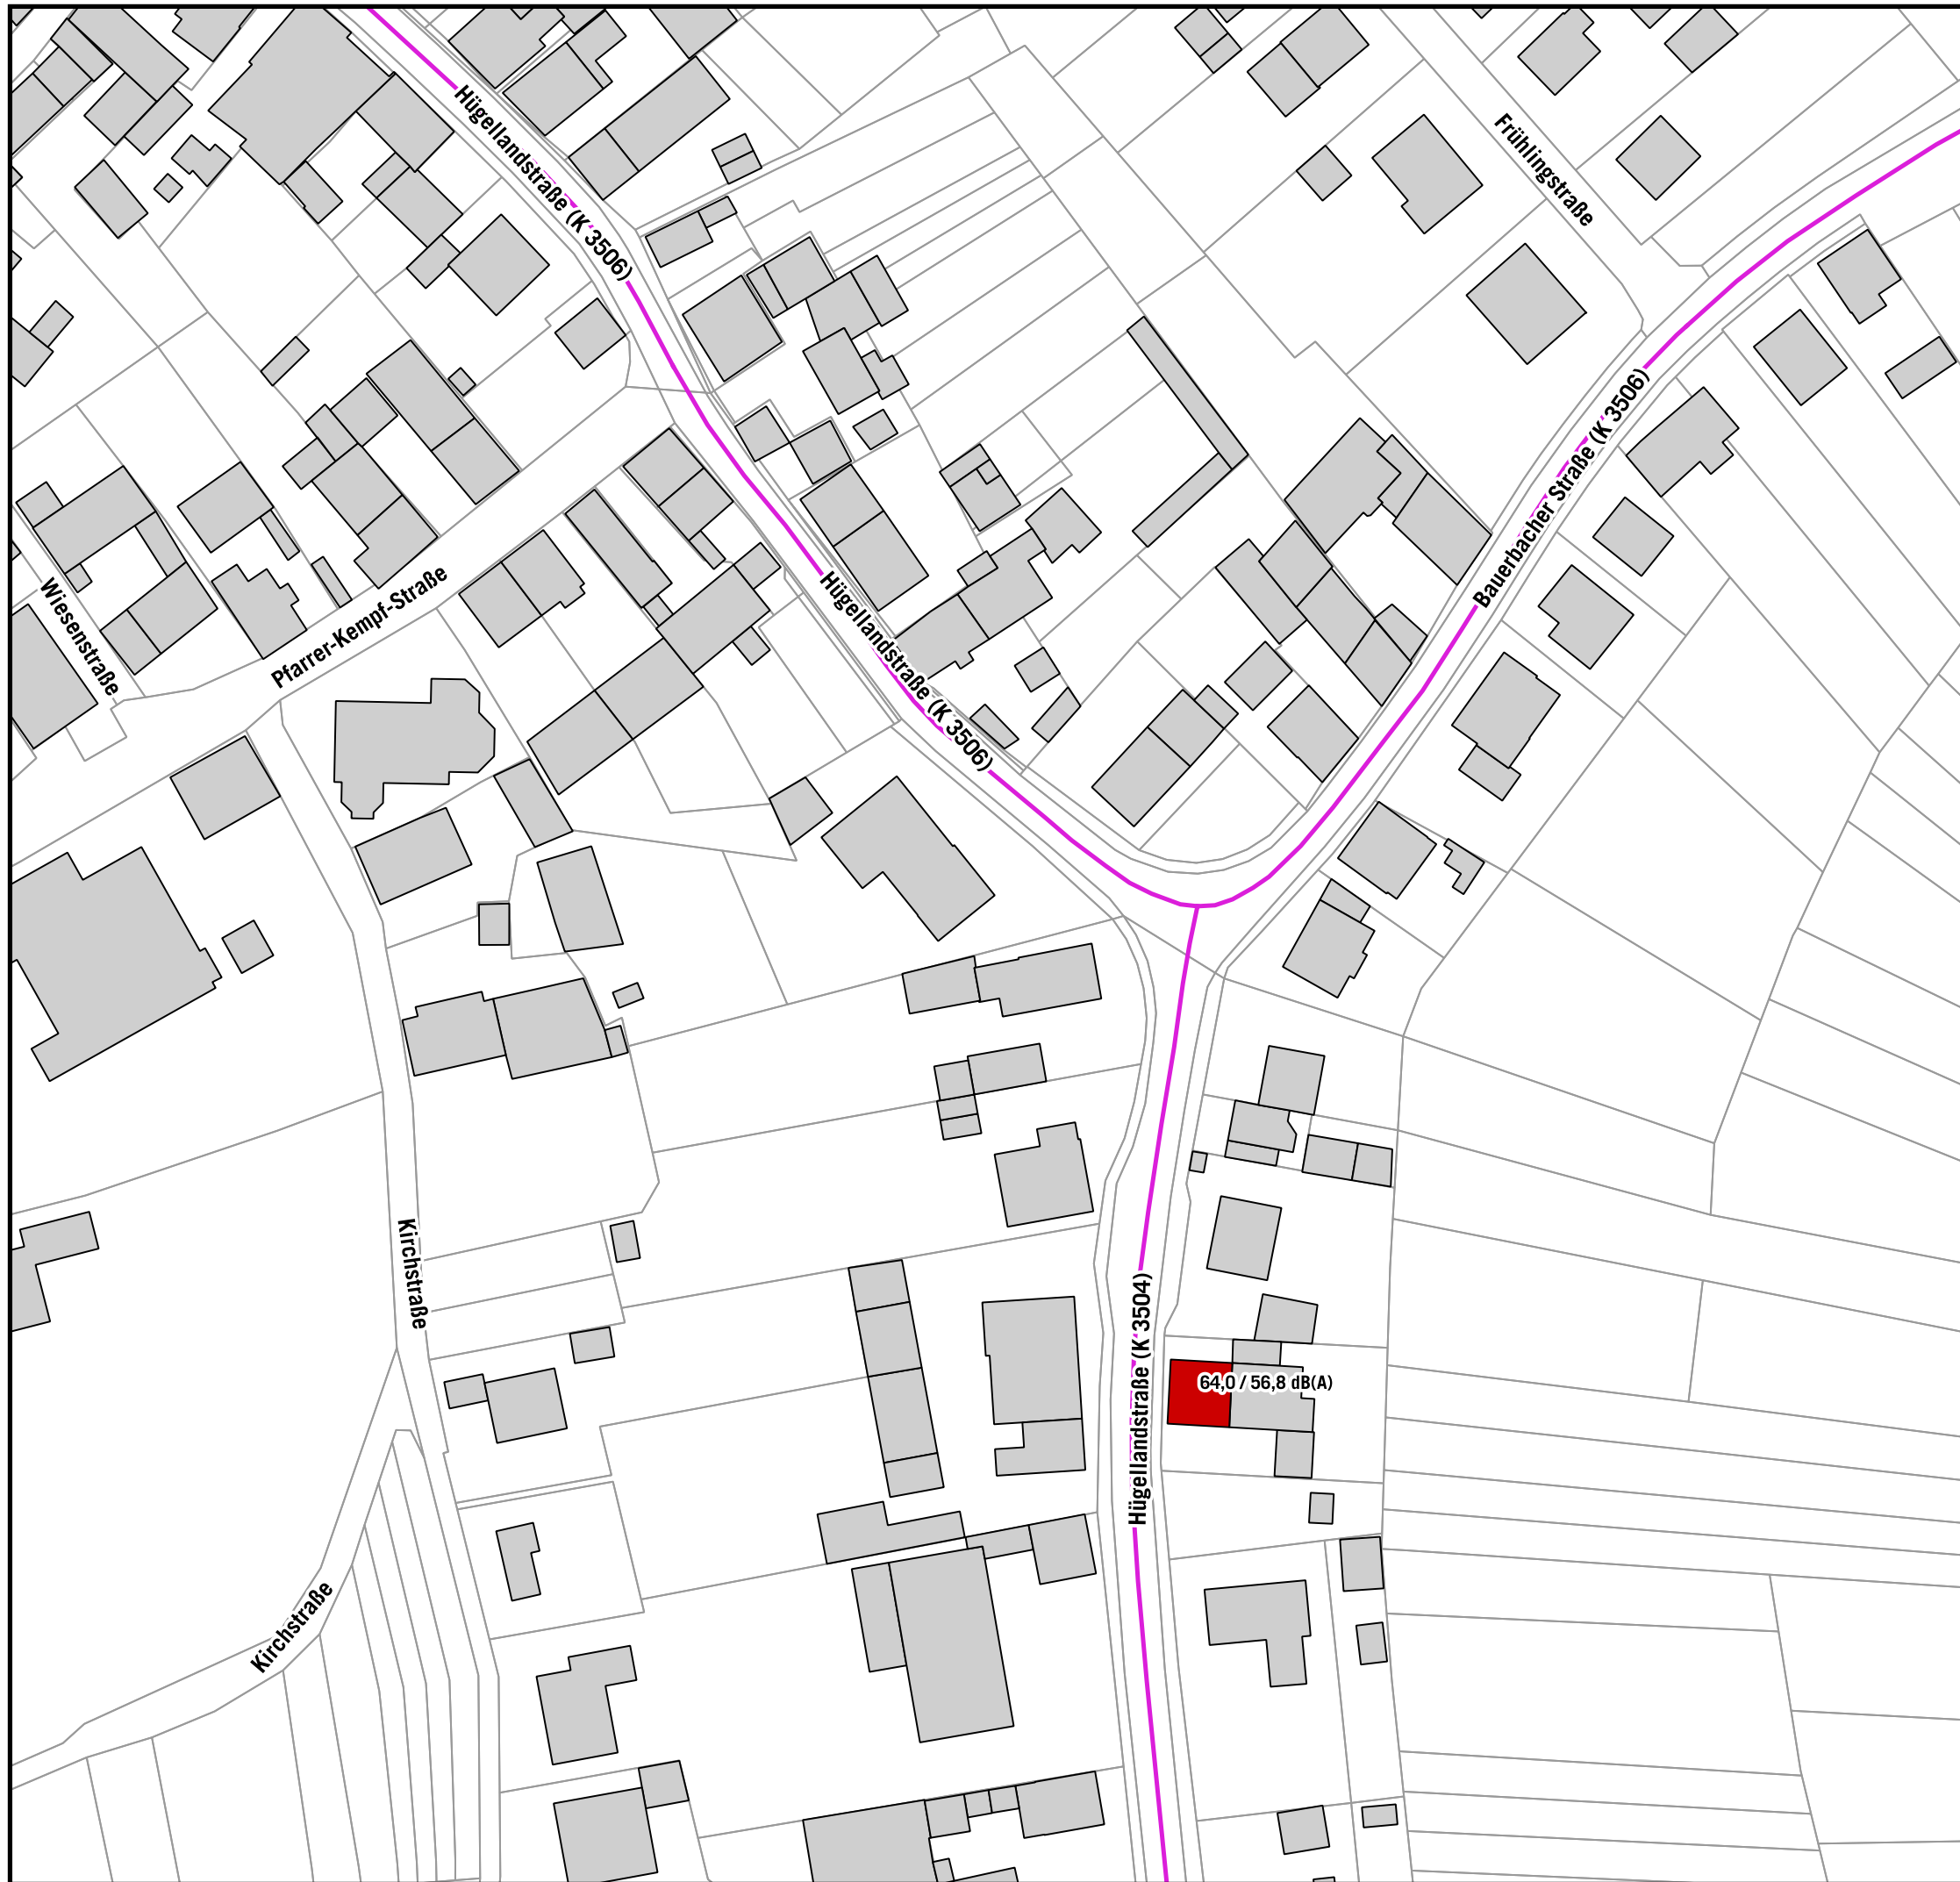 Hügellandstraße (K 3506)
Frühlingstraße
Bauerbacher Straße (K 3506)
Wiesenstraße
Pfarrer-Kempf-Straße
Hügellandstraße (K 3506)
Kirchstraße
Hügellandstraße (K 3504)
64,0 / 56,8 dB(A)
Kirchstraße